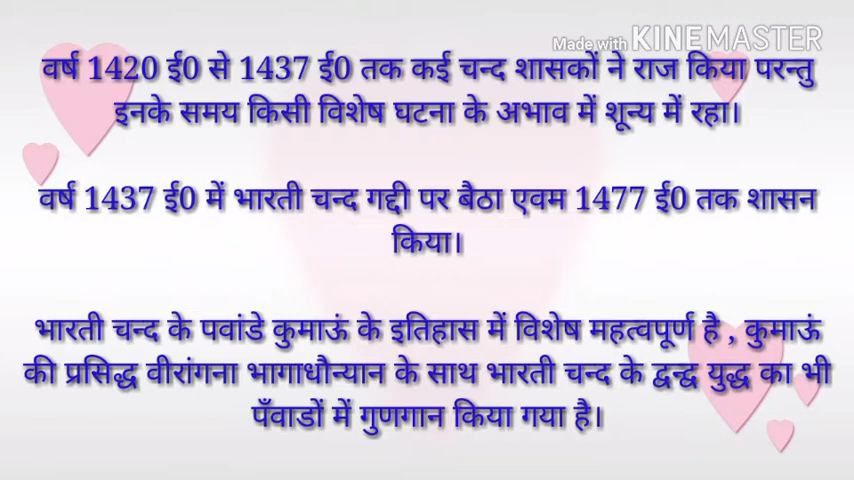 Made with KINEMASTER
वर्ष 1420 ई0 से 1437 ई0 तक कई चन्द शासकों ने राज किया परन्तु
इनके समय किसी विशेष घटना के अभाव में शून्य में रहा।
वर्ष 1437 ई0 में भारती चन्द गद्दी पर बैठा एवम 1477 ई0 तक शासन
किया।
भारती चन्द के पवांडे कुमाऊं के इतिहास में विशेष महत्वपूर्ण है , कुमाऊं
की प्रसिद्ध वीरांगना भागाधौन्यान के साथ भारती चन्द के द्वन्द्व युद्ध का भी
पँवाडों में गुणगान किया गया है।